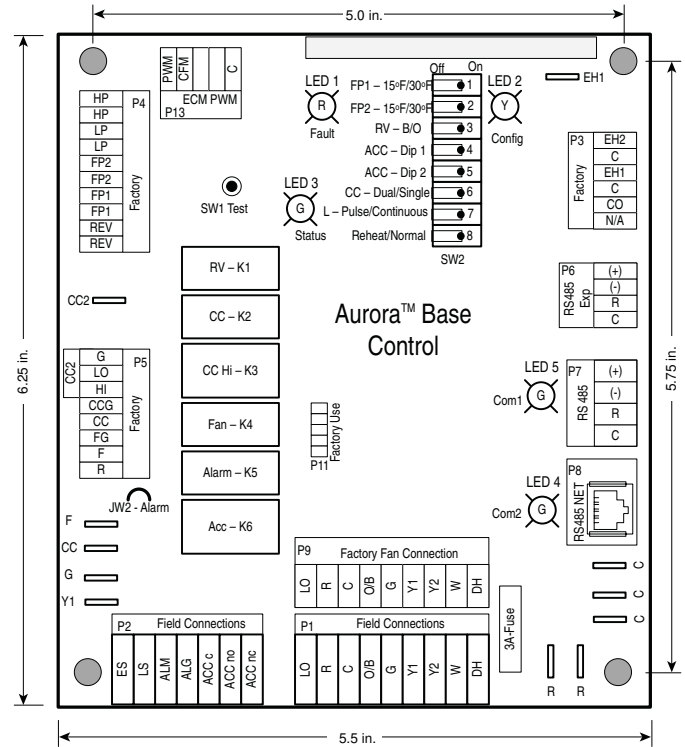 5.0 in.
6.25 in.
5.75 in.
5.5 in.
PWM
CFM
C
ECM PWM
P13
LED 1
R
Fault
Off
On
FP1 – 15ºF/30ºF
1
FP2 – 15ºF/30ºF
2
RV – B/O
3
ACC – Dip 1
4
ACC – Dip 2
5
CC – Dual/Single
6
L – Pulse/Continuous
7
Reheat/Normal
8
SW2
LED 2
Y
Config
EH1
P4
HP
HP
LP
LP
FP2
FP2
FP1
FP1
REV
REV
Factory
SW1 Test
LED 3
G
Status
P3
EH2
C
EH1
C
CO
N/A
Factory
RV – K1
CC – K2
CC Hi – K3
Fan – K4
Alarm – K5
Acc – K6
Aurora™ Base
Control
P6
(+)
(-)
R
C
RS485
Exp
CC2
CC2
G
LO
HI
CCG
CC
FG
F
R
P5
Factory
LED 5
Com1
G
P7
(+)
(-)
R
C
RS 485
Factory Use
P11
JW2 - Alarm
LED 4
Com2
G
P8
RS485 NET
F
CC
G
Y1
P9
Factory Fan Connection
LO
R
C
O/B
G
Y1
Y2
W
DH
C
C
C
3A-Fuse
P2
Field Connections
ES
LS
ALM
ALG
ACC c
ACC no
ACC nc
P1
Field Connections
LO
R
C
O/B
G
Y1
Y2
W
DH
R
R